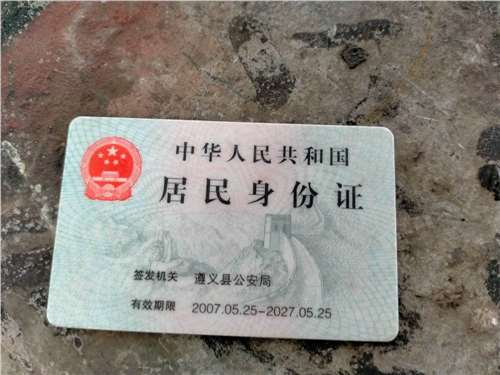 中华人民共和国
居民身份证
签发机关 遵义县公安局
有效期限 2007.05.25-2027.05.25